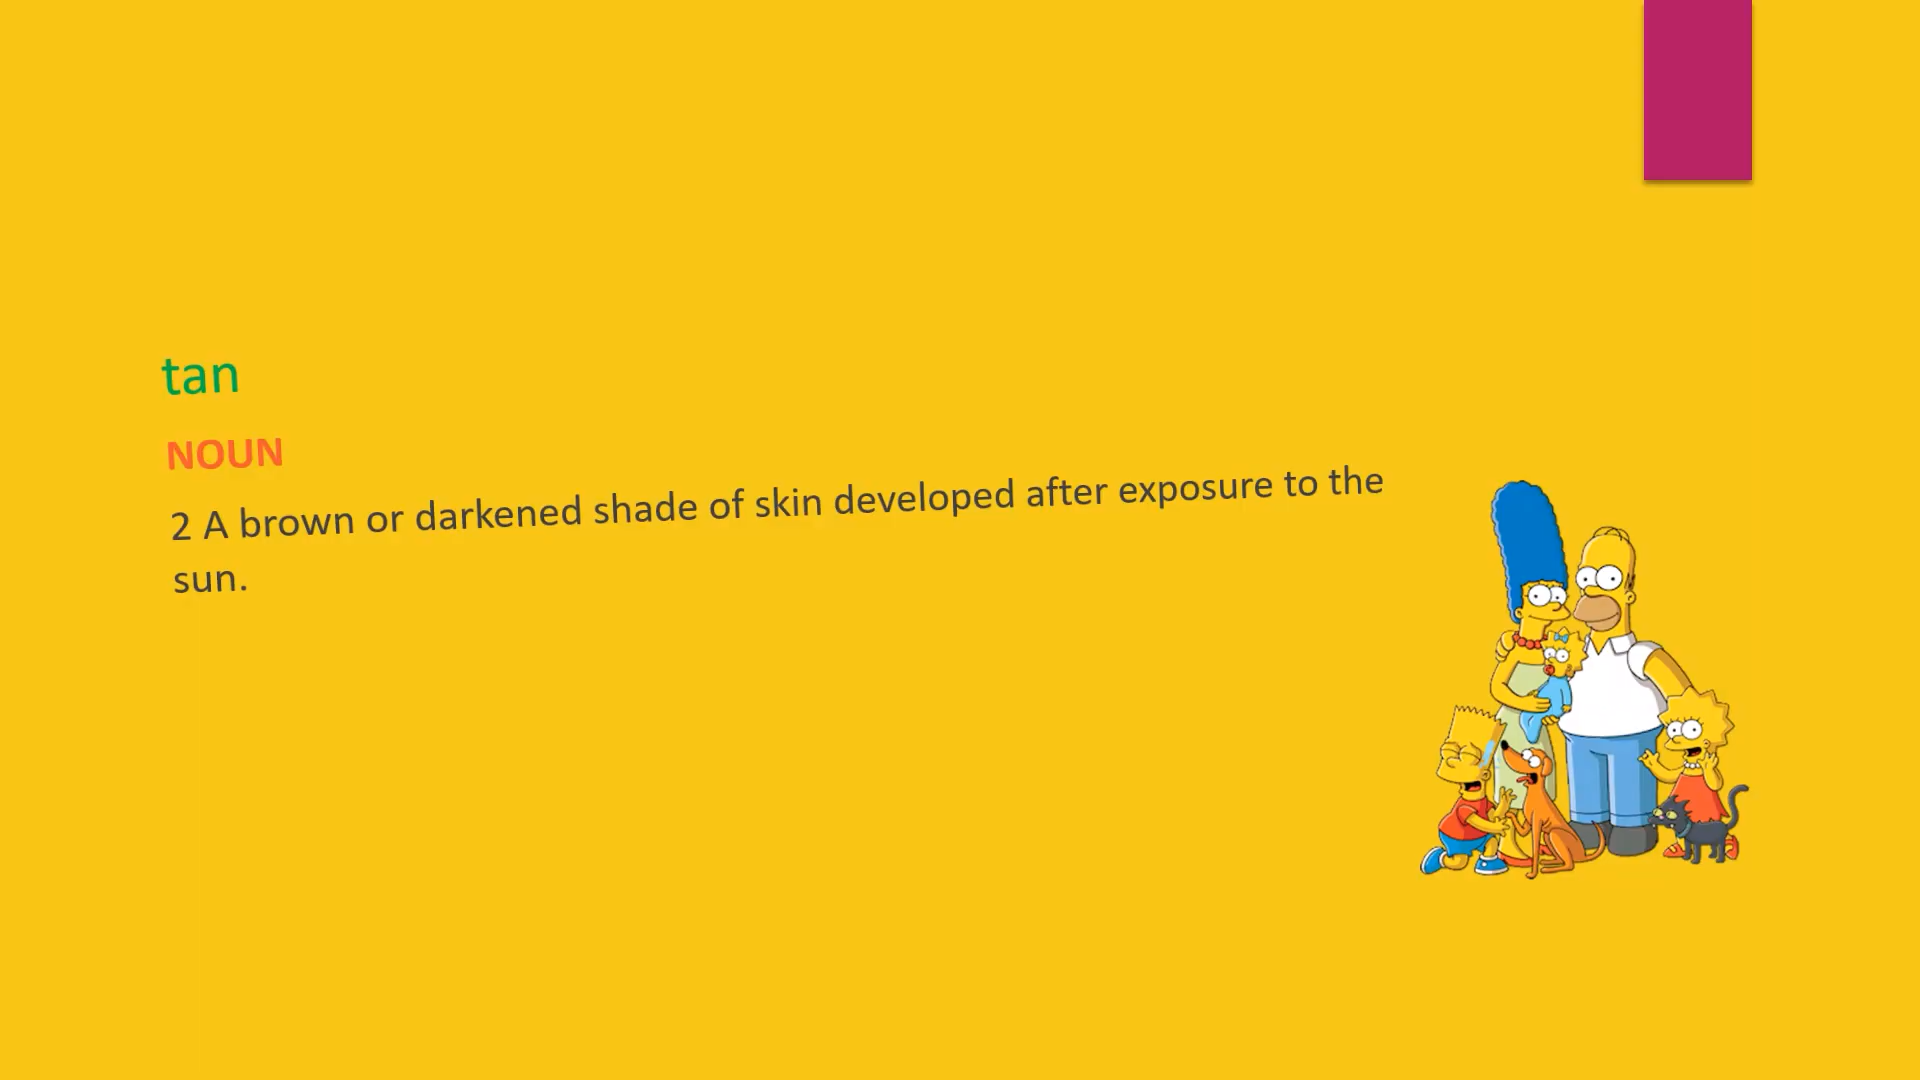 tan
NOUN
2 A brown or darkened shade of skin developed after exposure to the
sun.